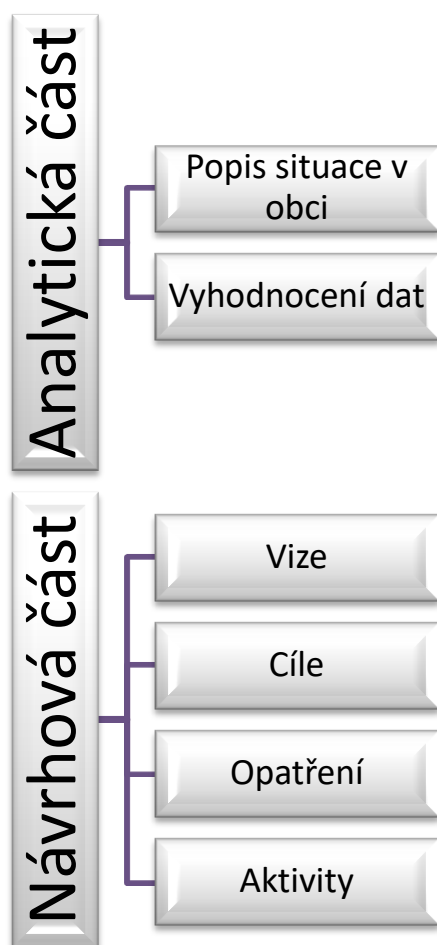 Analytická část
Popis situace v
obci
Vyhodnocení dat
Návrhová část
Vize
Cíle
Opatření
Aktivity